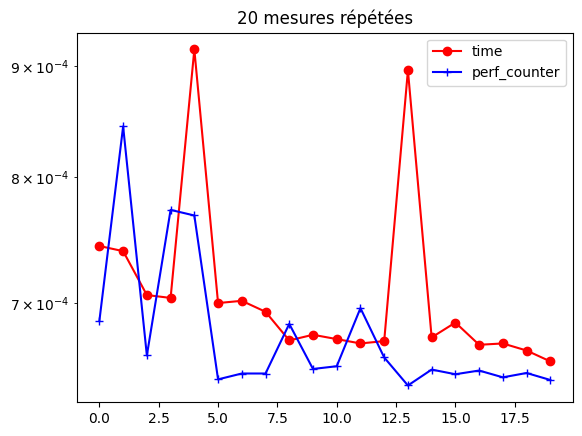 20 mesures répétées
time
perf_counter
9 × 10⁻⁴
8 × 10⁻⁴
7 × 10⁻⁴
0.0 2.5 5.0 7.5 10.0 12.5 15.0 17.5